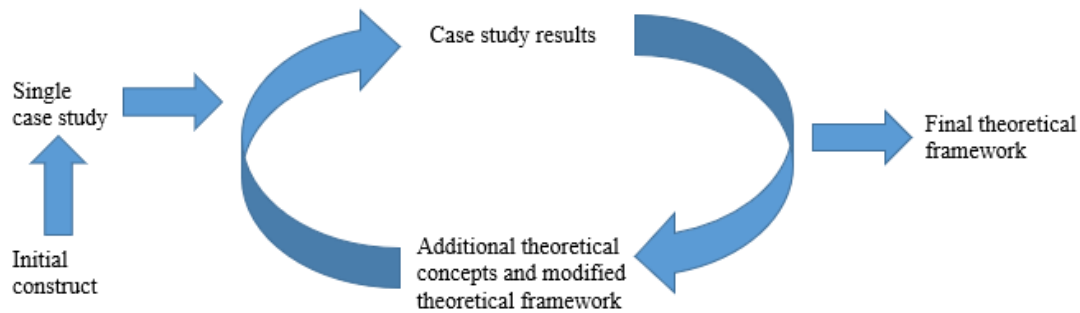 Case study results
Single
case study
Final theoretical
framework
Initial
construct
Additional theoretical
concepts and modified
theoretical framework